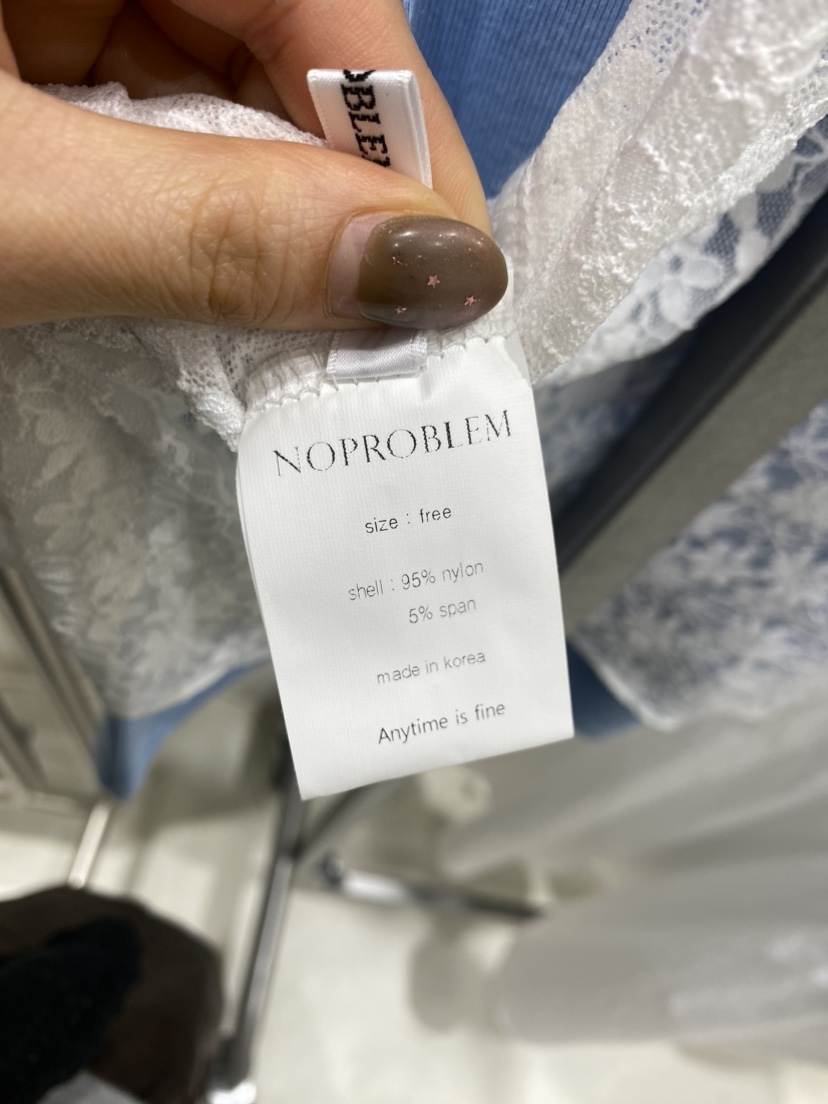 NOPROBLEM
size : free
shell : 95% nylon
5% span
made in korea
Anytime is fine